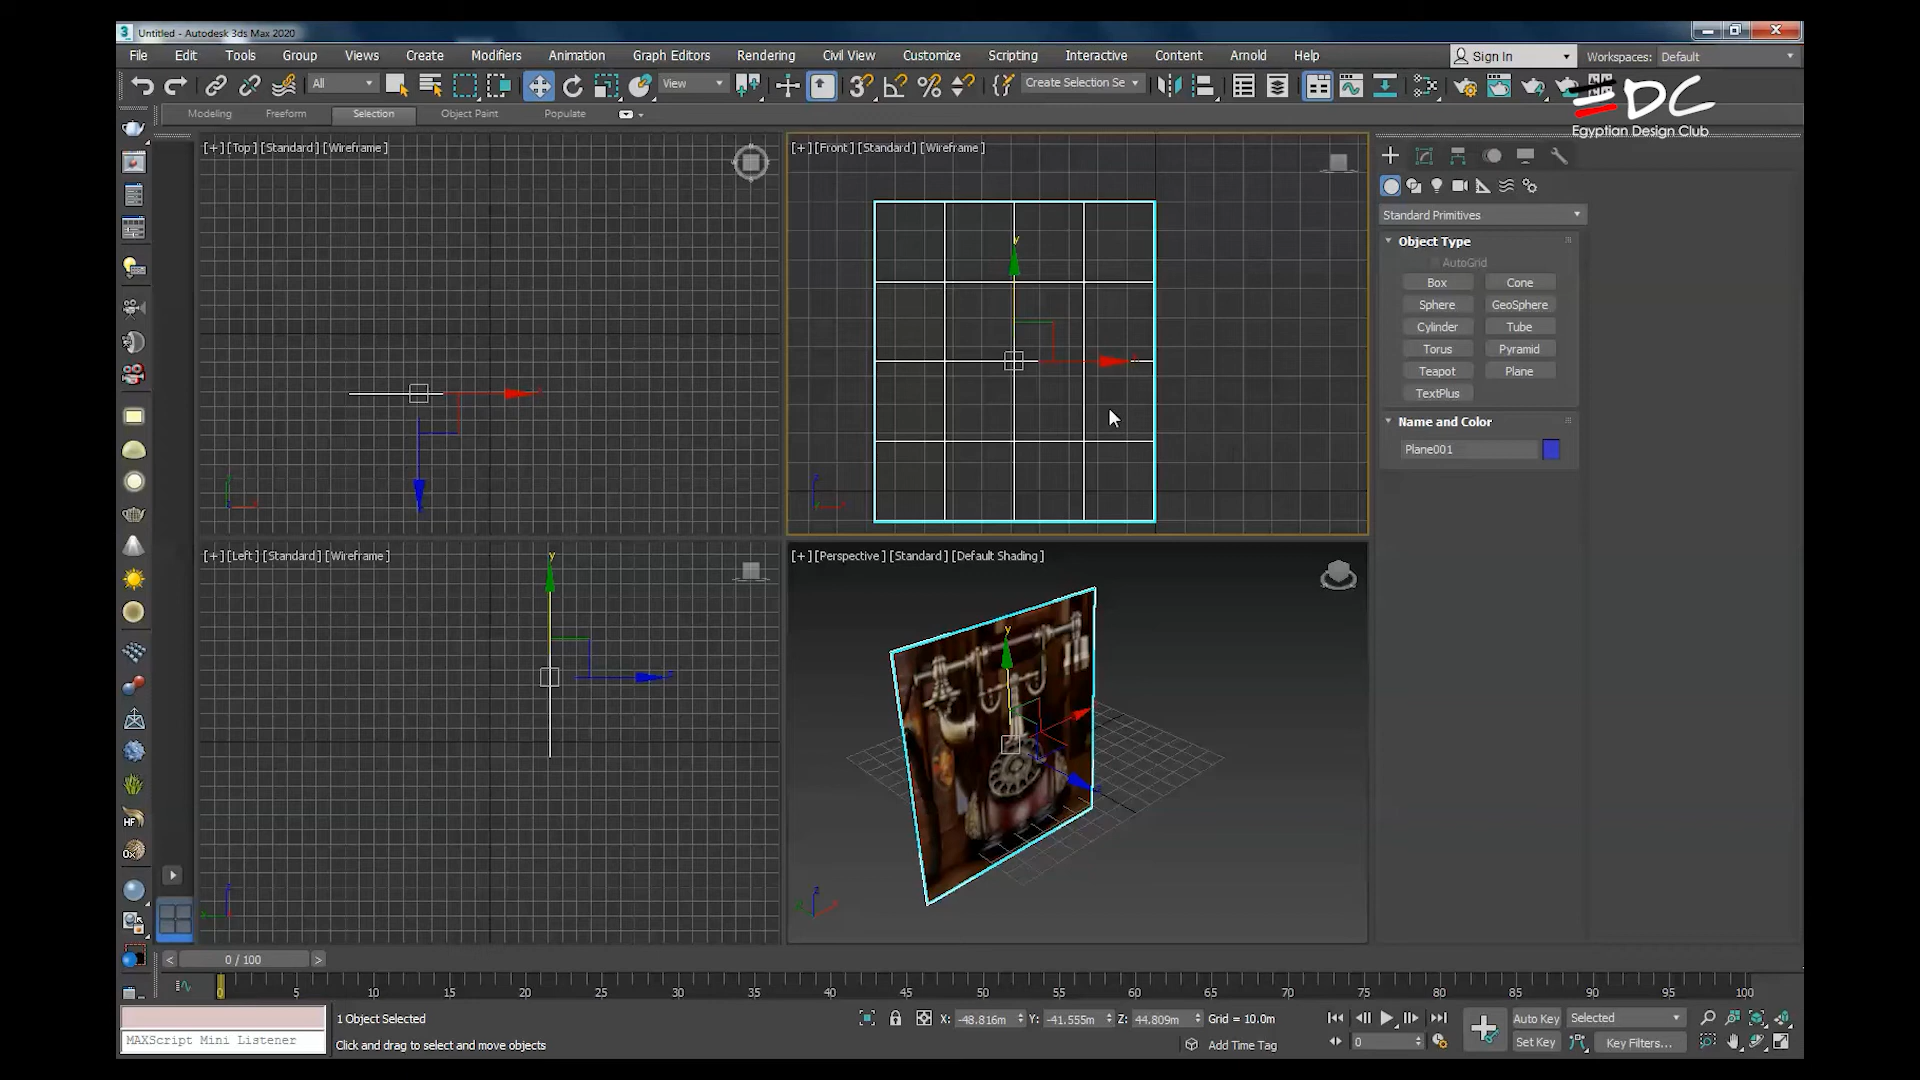 3 Untitled - Autodesk 3ds Max 2020
File Edit Tools Group Views Create Modifiers Animation Graph Editors Rendering Civil View Customize Scripting Interactive Content Arnold Help Sign In Workspaces: Default
All View Create Selection Se
Modeling Freeform Selection Object Paint Populate
EDC
Egyptian Design Club
[+] [Top] [Standard] [Wireframe]
[+] [Front] [Standard] [Wireframe]
Standard Primitives
Object Type
AutoGrid
Box Cone
Sphere GeoSphere
Cylinder Tube
Torus Pyramid
Teapot Plane
TextPlus
Name and Color
Plane001
y
[+] [Left] [Standard] [Wireframe]
y
[+] [Perspective] [Standard] [Default Shading]
y
HF
0 / 100
0 5 10 15 20 25 30 35 40 45 50 55 60 65 70 75 80 85 90 95 100
1 Object Selected
X: -48.816m Y: -41.555m Z: 44.809m Grid = 10.0m
Auto Key Selected
MAXScript Mini Listener
Click and drag to select and move objects
Add Time Tag
0
Set Key Key Filters...